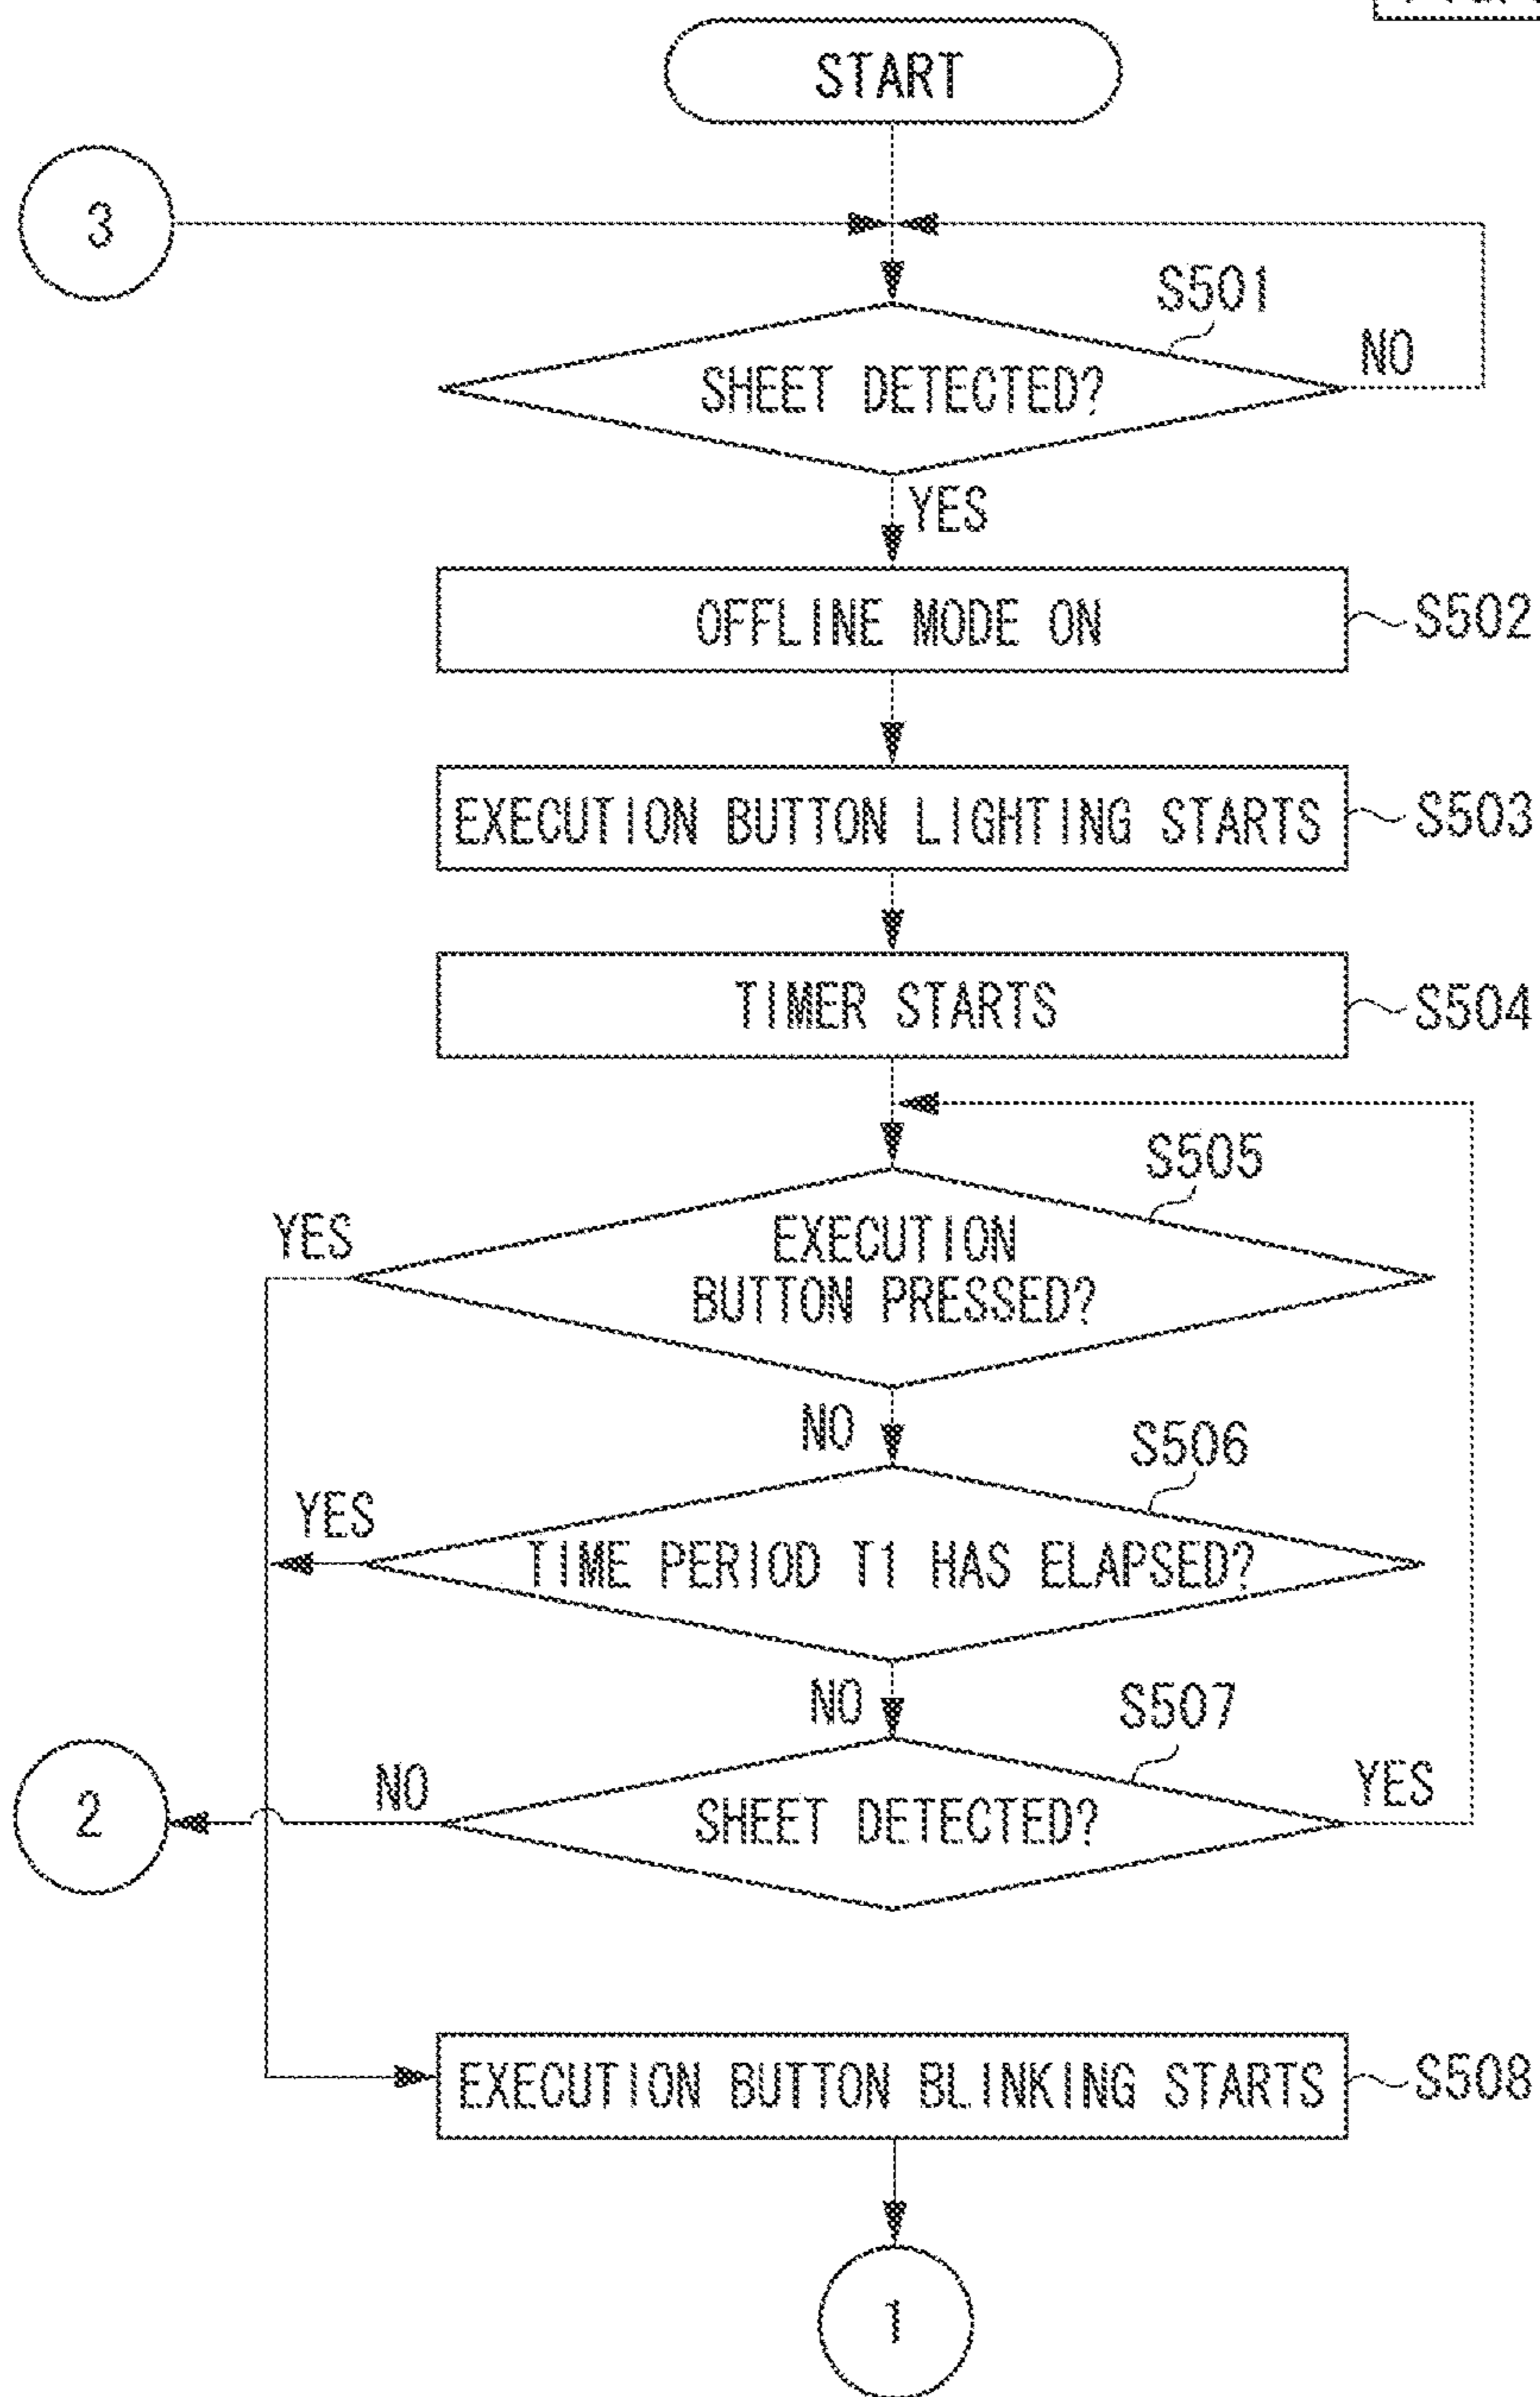 START
3
S501
NO
SHEET DETECTED?
YES
OFFLINE MODE ON
S502
EXECUTION BUTTON LIGHTING STARTS
S503
TIMER STARTS
S504
S505
YES
EXECUTION
BUTTON PRESSED?
NO
S506
YES
TIME PERIOD T1 HAS ELAPSED?
NO
S507
NO
YES
2
SHEET DETECTED?
EXECUTION BUTTON BLINKING STARTS
S508
1